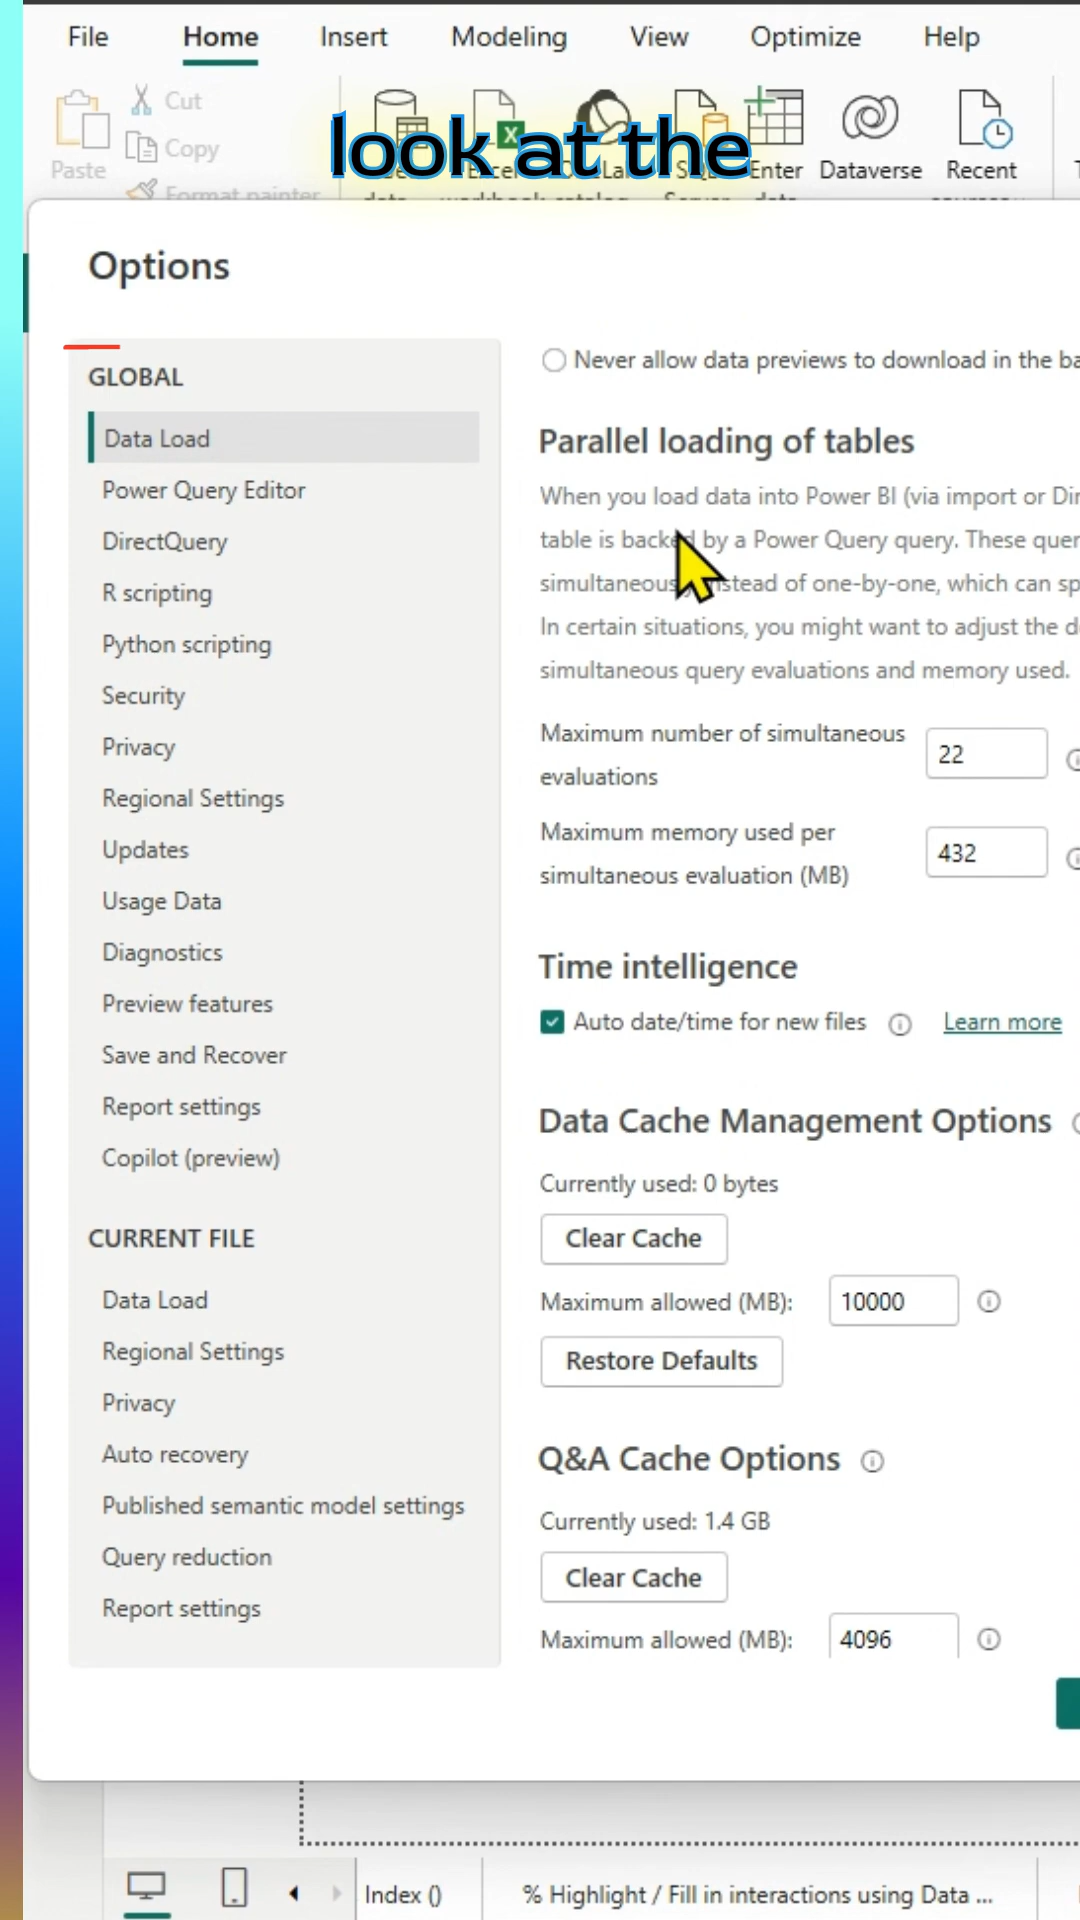 File Home Insert Modeling View Optimize Help
Cut
Copy
Paste
Format painter
look at the
Excel
SQL
Enter
Dataverse
Recent
Options
GLOBAL
Data Load
Power Query Editor
DirectQuery
R scripting
Python scripting
Security
Privacy
Regional Settings
Updates
Usage Data
Diagnostics
Preview features
Save and Recover
Report settings
Copilot (preview)
CURRENT FILE
Data Load
Regional Settings
Privacy
Auto recovery
Published semantic model settings
Query reduction
Report settings
Never allow data previews to download in the ba
Parallel loading of tables
When you load data into Power BI (via import or Dir
table is backed by a Power Query query. These quer
simultaneously instead of one-by-one, which can sp
In certain situations, you might want to adjust the d
simultaneous query evaluations and memory used.
Maximum number of simultaneous
evaluations
22
Maximum memory used per
simultaneous evaluation (MB)
432
Time intelligence
Auto date/time for new files Learn more
Data Cache Management Options
Currently used: 0 bytes
Clear Cache
Maximum allowed (MB): 10000
Restore Defaults
Q&A Cache Options
Currently used: 1.4 GB
Clear Cache
Maximum allowed (MB): 4096
Index () % Highlight / Fill in interactions using Data ...